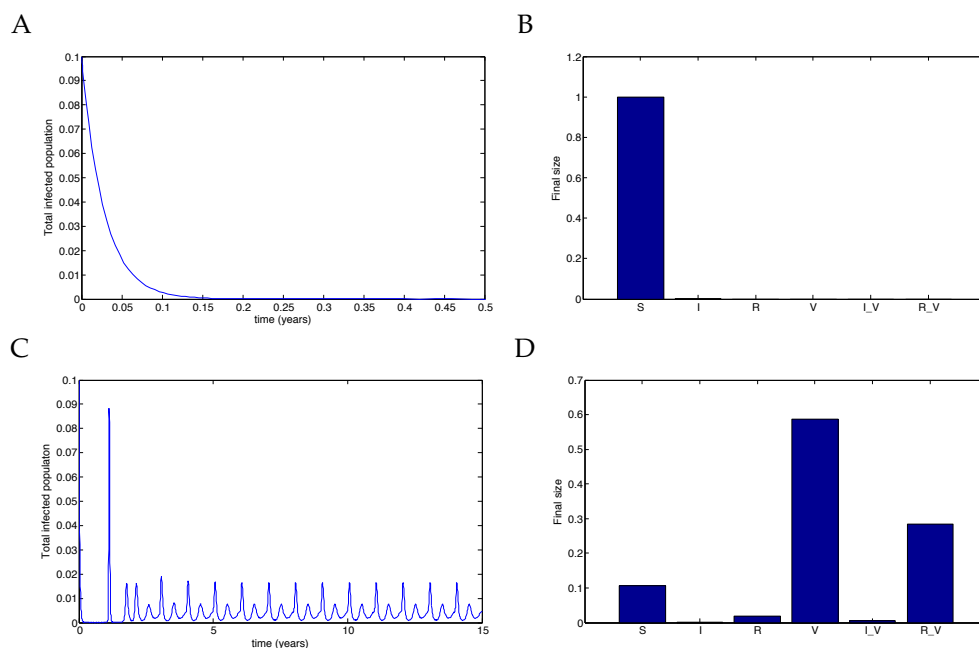 A
Total infected population
0.1
0.09
0.08
0.07
0.06
0.05
0.04
0.03
0.02
0.01
0
0 0.05 0.1 0.15 0.2 0.25 0.3 0.35 0.4 0.45 0.5
time (years)
B
Final size
1.2
1
0.8
0.6
0.4
0.2
0
S I R V I_V R_V
C
Total infected populaton
0.1
0.09
0.08
0.07
0.06
0.05
0.04
0.03
0.02
0.01
0
0 5 10 15
time (years)
D
Final size
0.7
0.6
0.5
0.4
0.3
0.2
0.1
0
S I R V I_V R_V